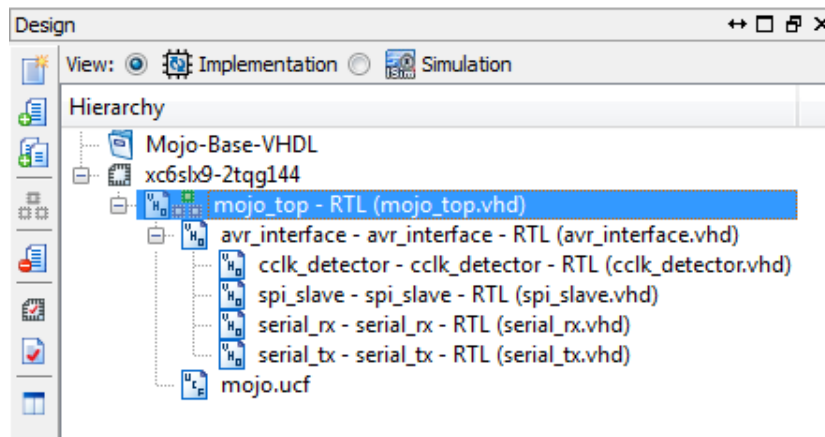 Design
View: Implementation Simulation
Hierarchy
Mojo-Base-VHDL
xc6slx9-2tqg144
mojo_top - RTL (mojo_top.vhd)
avr_interface - avr_interface - RTL (avr_interface.vhd)
cclk_detector - cclk_detector - RTL (cclk_detector.vhd)
spi_slave - spi_slave - RTL (spi_slave.vhd)
serial_rx - serial_rx - RTL (serial_rx.vhd)
serial_tx - serial_tx - RTL (serial_tx.vhd)
mojo.ucf